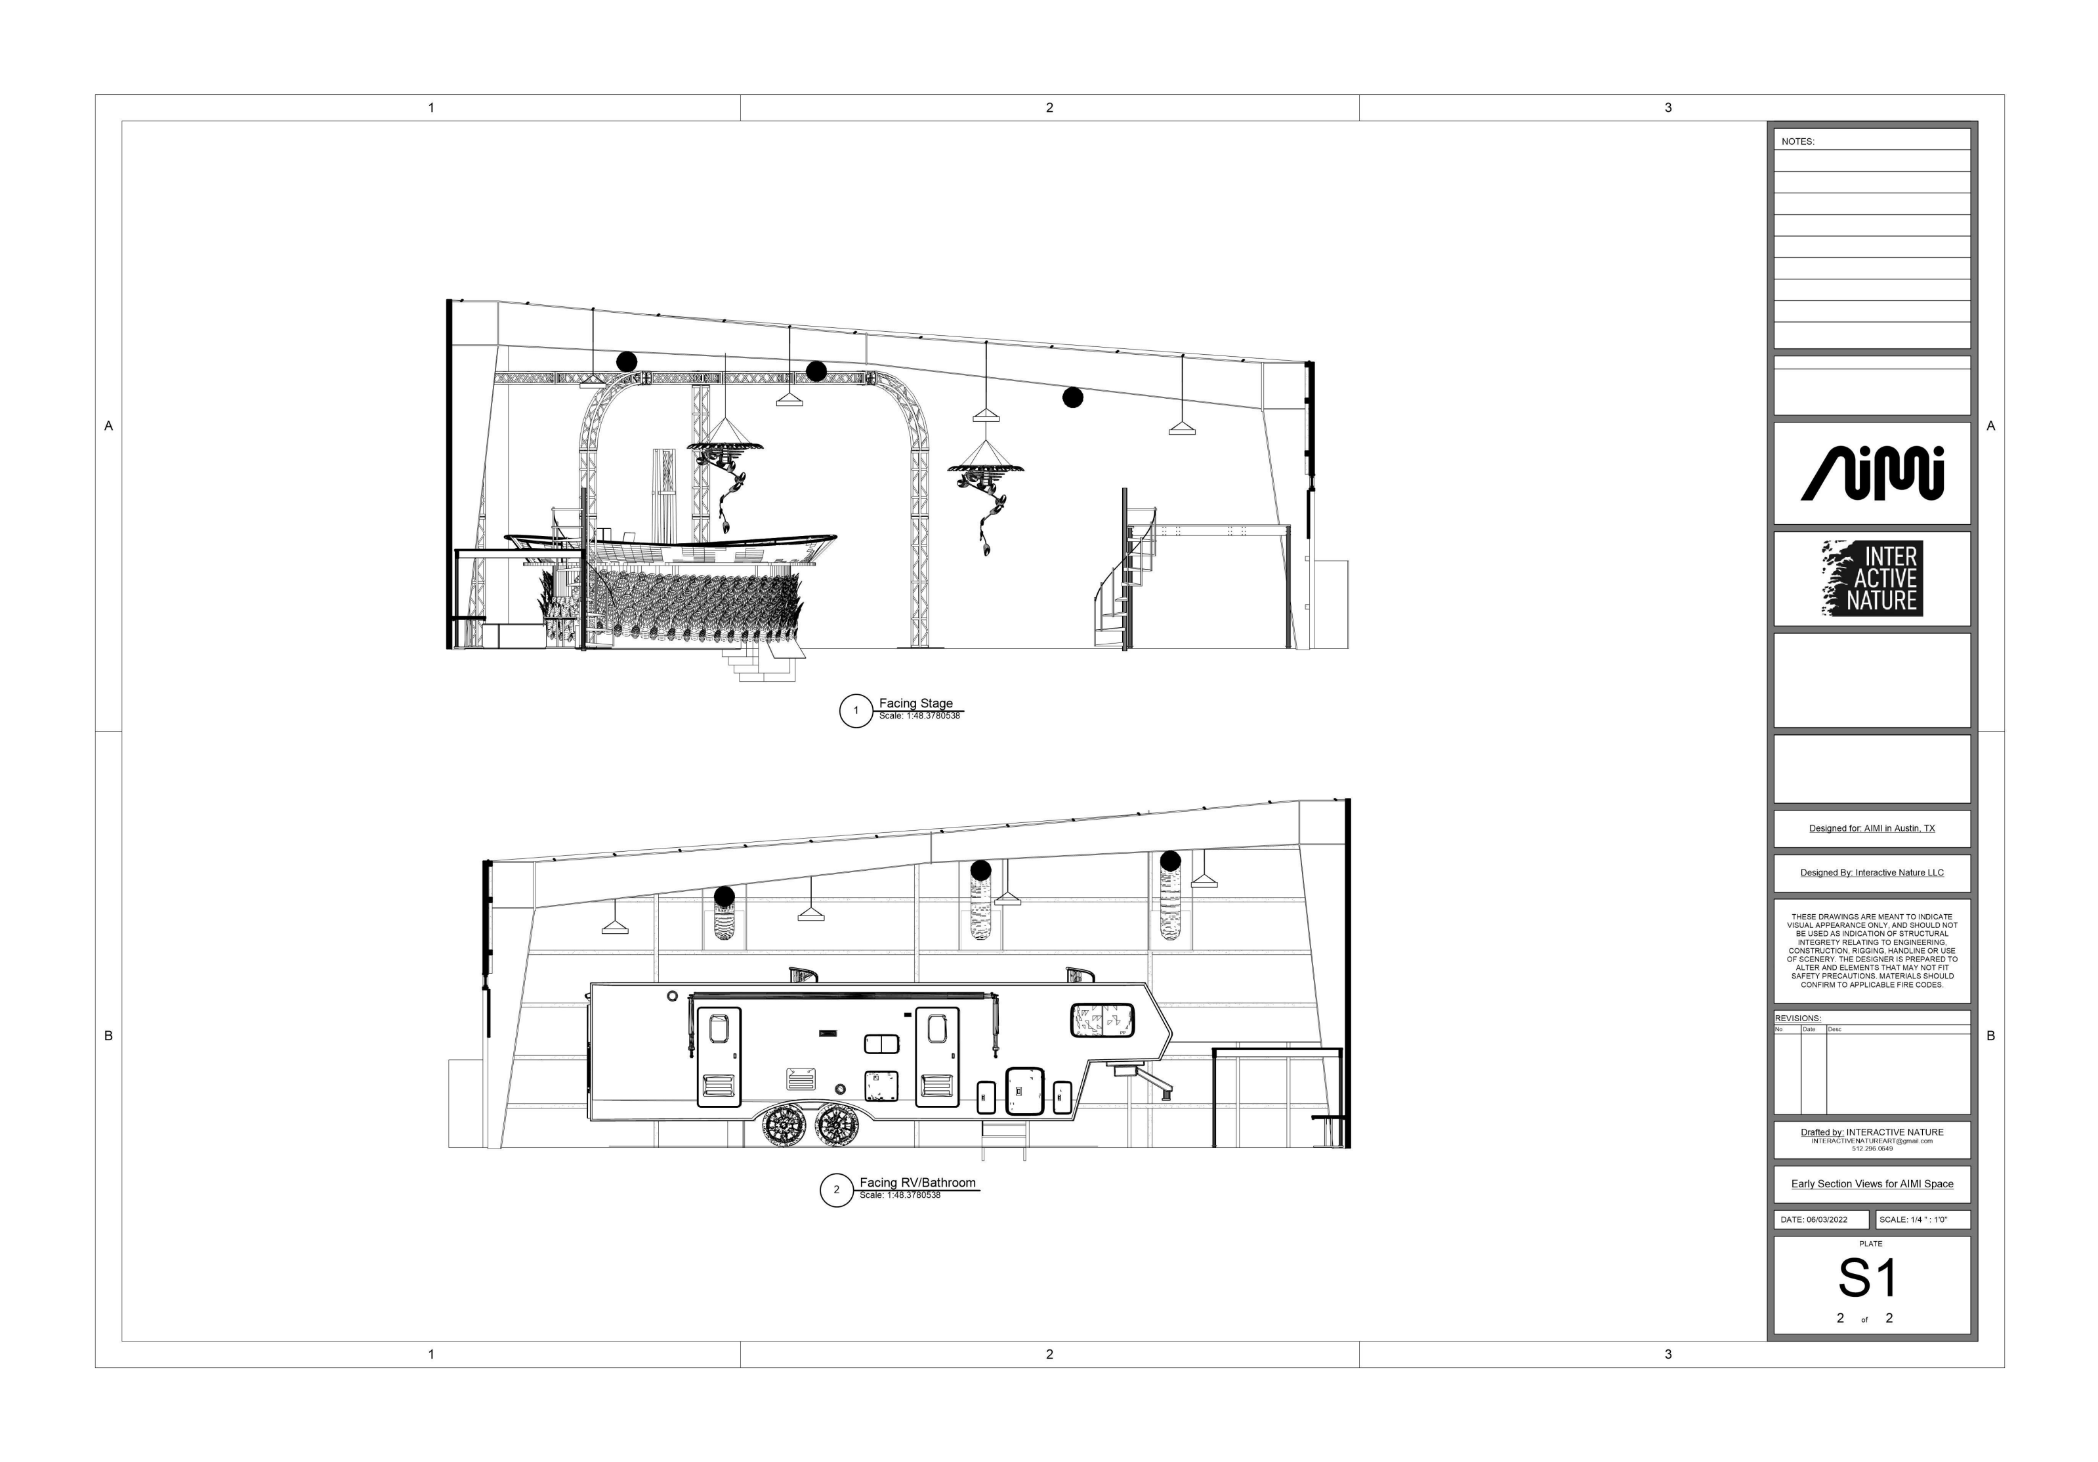 1
2
3
A
A
NOTES:
AiMi
INTER
ACTIVE
NATURE
1
Facing Stage
Scale: 1:48.3780538
Designed for: AIMI in Austin, TX
Designed By: Interactive Nature LLC
THESE DRAWINGS ARE MEANT TO INDICATE
VISUAL APPEARANCE ONLY, AND SHOULD NOT
BE USED AS INDICATION OF STRUCTURAL
INTEGRETY RELATING TO ENGINEERING,
CONSTRUCTION, RIGGING, HANDLINE OR USE
OF SCENERY. THE DESIGNER IS PREPARED TO
ALTER AND ELEMENTS THAT MAY NOT FIT
SAFETY PRECAUTIONS. MATERIALS SHOULD
CONFIRM TO APPLICABLE FIRE CODES.
REVISIONS:
No Date Desc
B
B
Drafted by: INTERACTIVE NATURE
INTERACTIVENATUREART@gmail.com
512.296.0649
2
Facing RV/Bathroom
Scale: 1:48.3780538
Early Section Views for AIMI Space
DATE: 06/03/2022
SCALE: 1/4 " : 1'0"
PLATE
S1
2 of 2
1
2
3